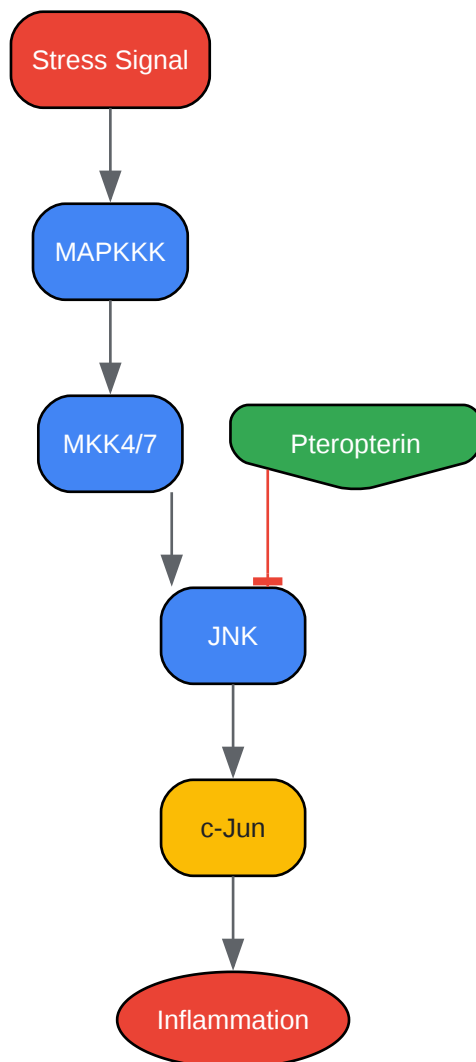 Stress Signal
MAPKKK
MKK4/7
Pteropterin
JNK
c-Jun
Inflammation